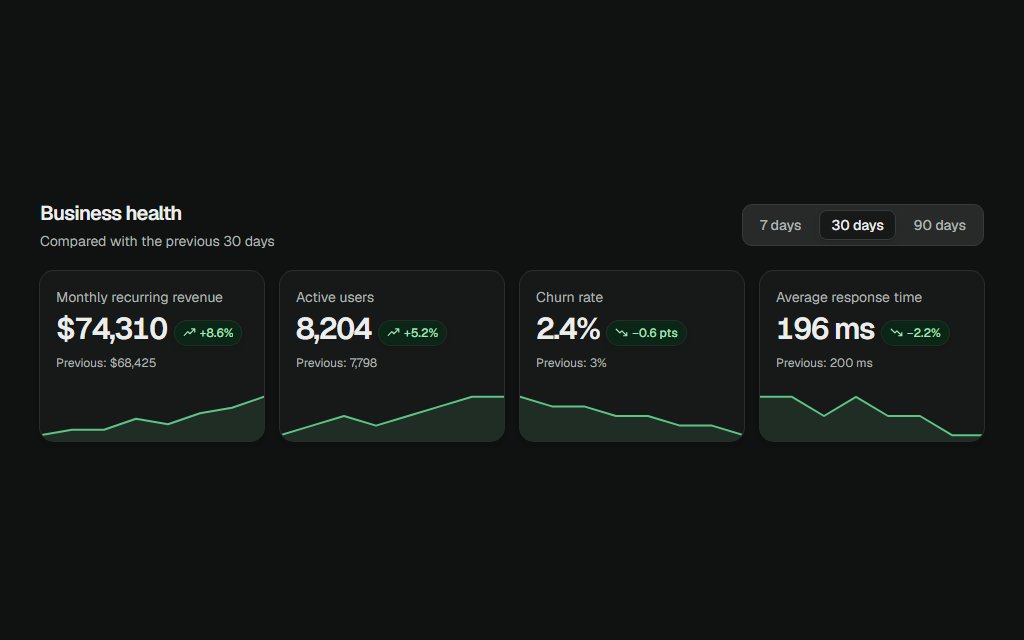 Business health
Compared with the previous 30 days
7 days
30 days
90 days
Monthly recurring revenue
$74,310 +8.6%
Previous: $68,425
Active users
8,204 +5.2%
Previous: 7,798
Churn rate
2.4% −0.6 pts
Previous: 3%
Average response time
196 ms −2.2%
Previous: 200 ms